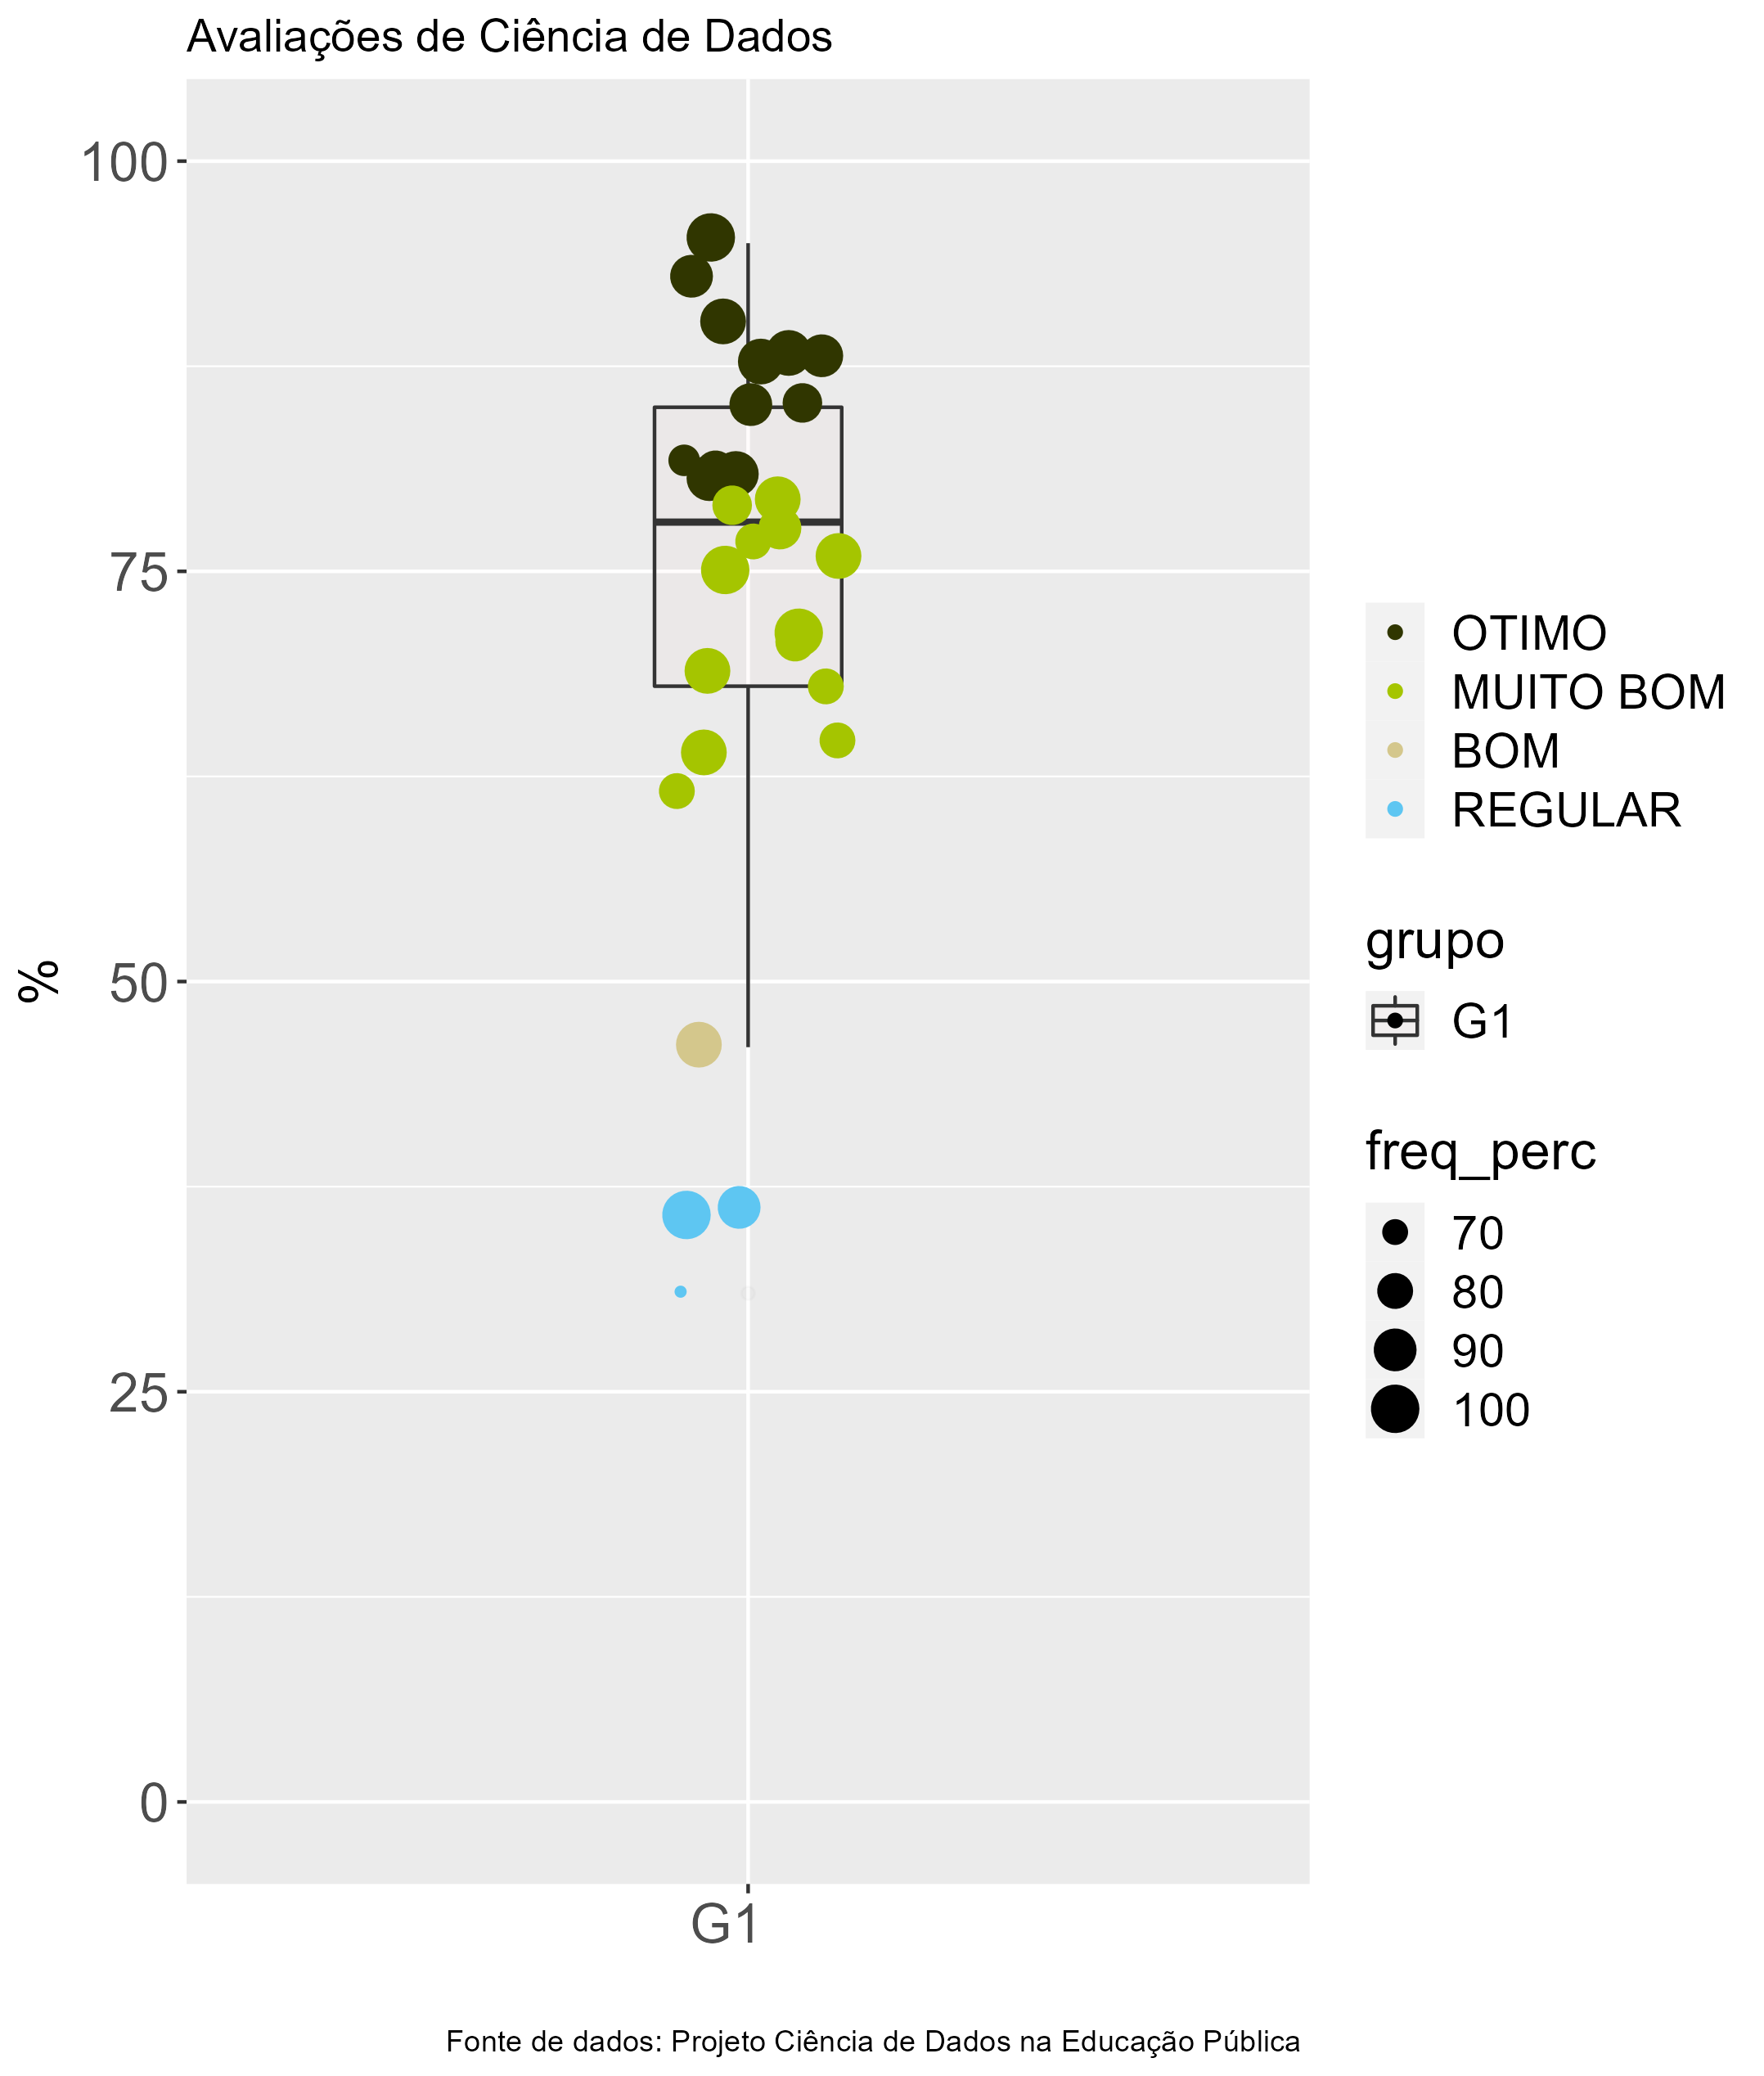 Avaliações de Ciência de Dados
100
75
50
25
0
%
G1
OTIMO
MUITO BOM
BOM
REGULAR
grupo
G1
freq_perc
70
80
90
100
Fonte de dados: Projeto Ciência de Dados na Educação Pública